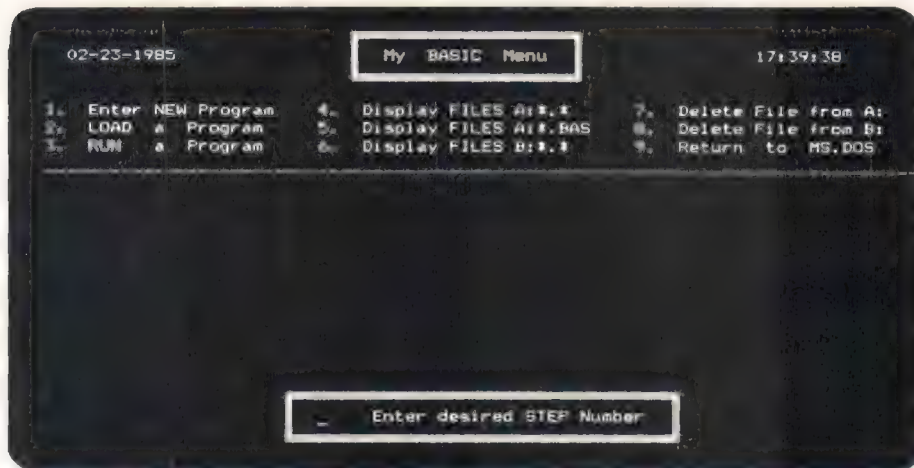 02-23-1985 My BASIC Menu 17:39:38
1. Enter NEW Program 4. Display FILES A:*.* 7. Delete File from A:
2. LOAD a Program 5. Display FILES A:*.BAS 8. Delete File from B:
3. RUN a Program 6. Display FILES B:*.* 9. Return to MS.DOS
_ Enter desired STEP Number